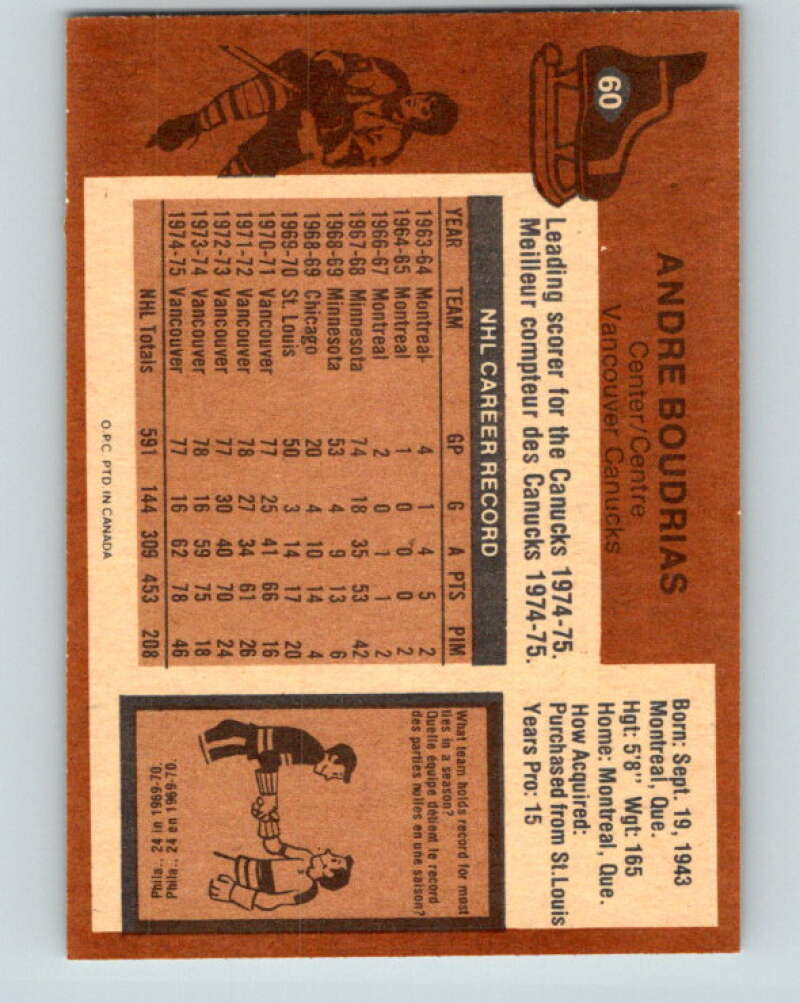 60
ANDRE BOUDRIAS
Center/Centre
Vancouver Canucks
Born: Sept. 19, 1943
Montreal, Que.
Hgt: 5'8" Wgt: 165
Home: Montreal, Que.
How Acquired:
Purchased from St. Louis
Years Pro: 15
Leading scorer for the Canucks 1974-75.
Meilleur compteur des Canucks 1974-75.
NHL CAREER RECORD
YEAR TEAM GP G A PTS PIM
1963-64 Montreal 4 1 4 5 2
1964-65 Montreal 1 0 0 0 2
1966-67 Montreal 2 0 1 1 2
1967-68 Minnesota 74 18 35 53 42
1968-69 Minnesota 53 4 9 13 6
1968-69 Chicago 20 4 10 14 4
1969-70 St. Louis 50 3 14 17 20
1970-71 Vancouver 77 25 41 66 16
1971-72 Vancouver 78 27 34 61 26
1972-73 Vancouver 77 30 40 70 24
1973-74 Vancouver 78 16 59 75 18
1974-75 Vancouver 77 16 62 78 46
NHL Totals 591 144 309 453 208
What team holds record for most
ties in a season?
Quelle équipe détient le record
des parties nulles en une saison?
Phila.: 24 en 1969-70.
Phila.: 24 in 1969-70.
O.P.C. PTD IN CANADA